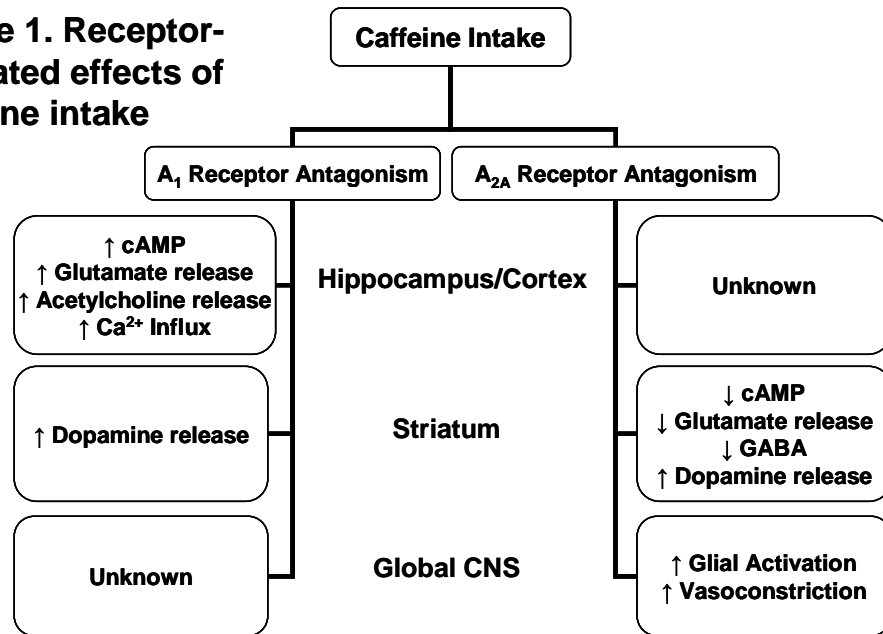 e 1. Receptor-
ated effects of
ne intake
Caffeine Intake
A₁ Receptor Antagonism
A₂A Receptor Antagonism
↑ cAMP
↑ Glutamate release
↑ Acetylcholine release
↑ Ca²⁺ Influx
Hippocampus/Cortex
Unknown
↑ Dopamine release
Striatum
↓ cAMP
↓ Glutamate release
↓ GABA
↑ Dopamine release
Unknown
Global CNS
↑ Glial Activation
↑ Vasoconstriction